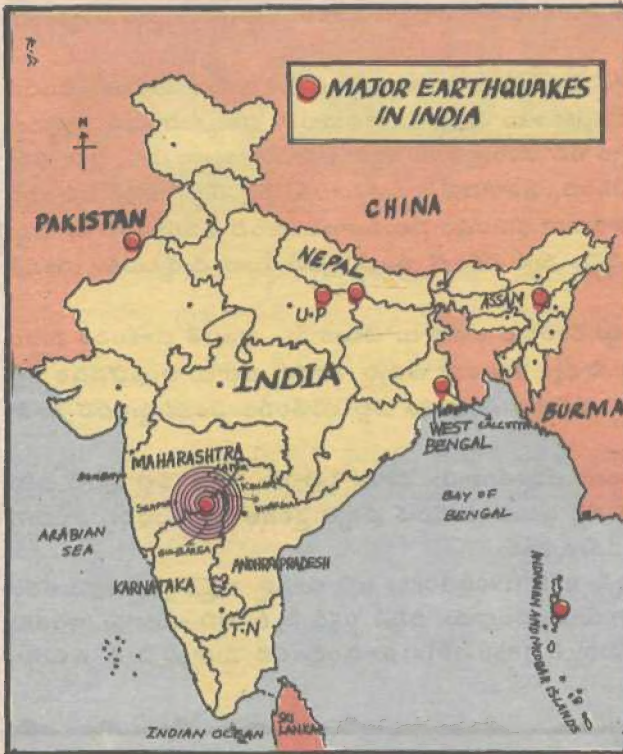 MAJOR EARTHQUAKES
IN INDIA
N
PAKISTAN
CHINA
NEPAL
U.P
ASSAM
INDIA
BURMA
WEST
BENGAL
CALCUTTA
MAHARASHTRA
BOMBAY
BAY OF
BENGAL
ARABIAN
SEA
GULBARGA
ANDHRA PRADESH
KARNATAKA
T.N
ANDAMAN AND NICOBAR ISLANDS
INDIAN OCEAN
SRI
LANKA